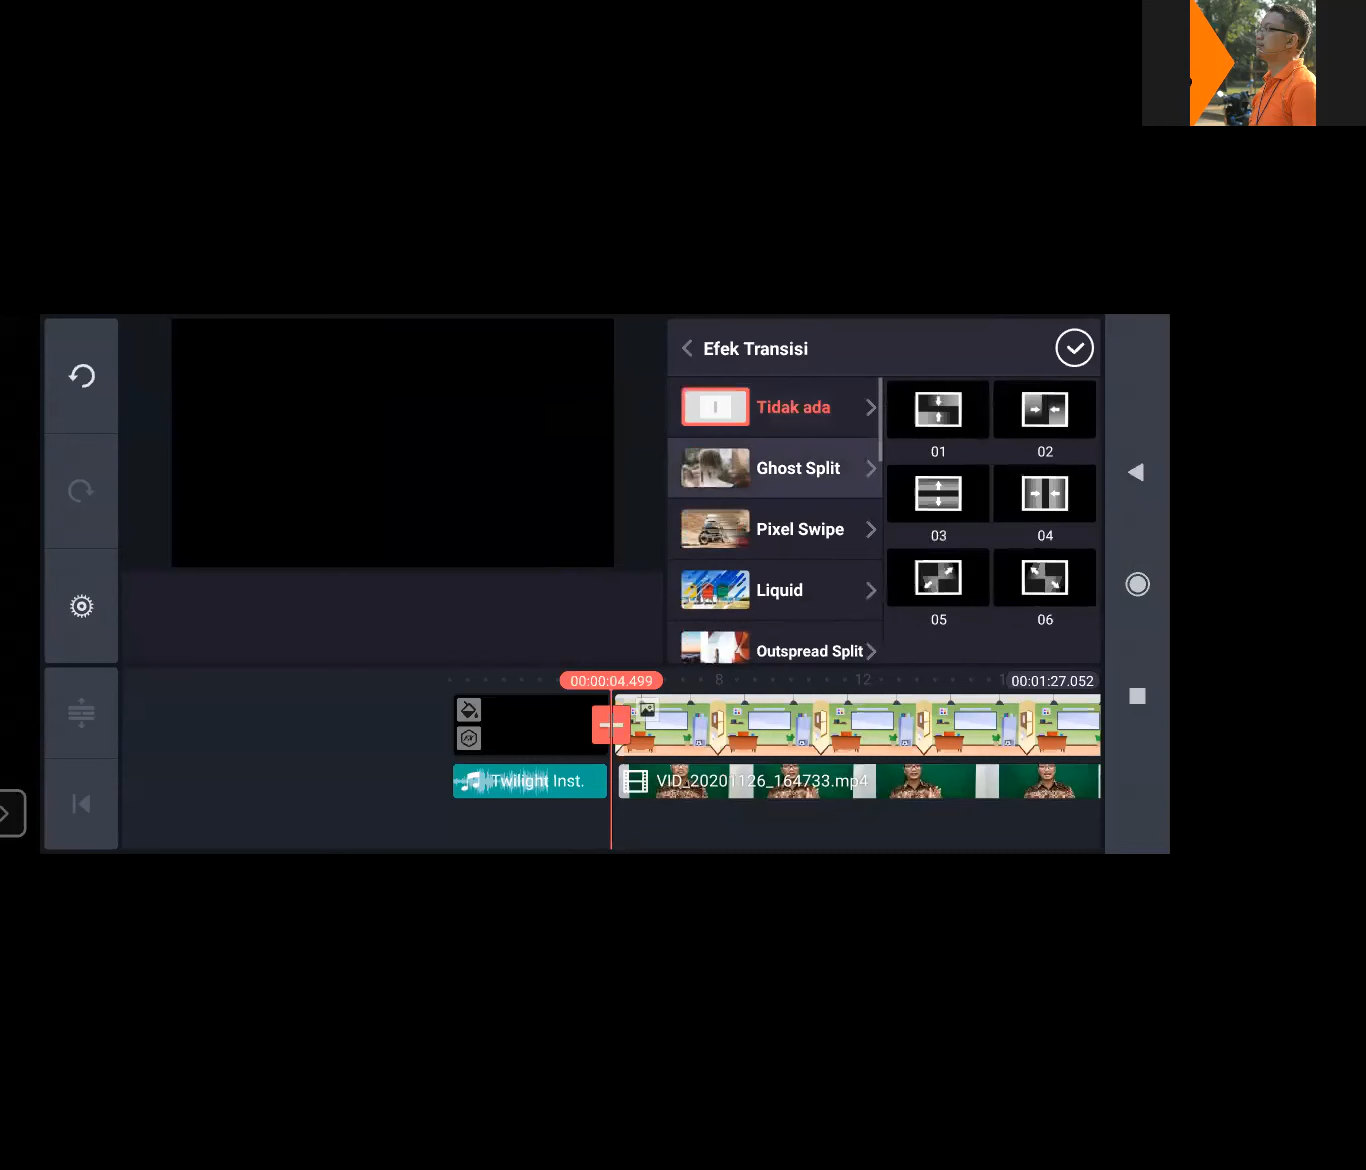 Efek Transisi
Tidak ada
Ghost Split
Pixel Swipe
Liquid
Outspread Split
01
02
03
04
05
06
00:00:04.499
8
12
00:01:27.052
Twilight Inst.
VID_20201126_164733.mp4